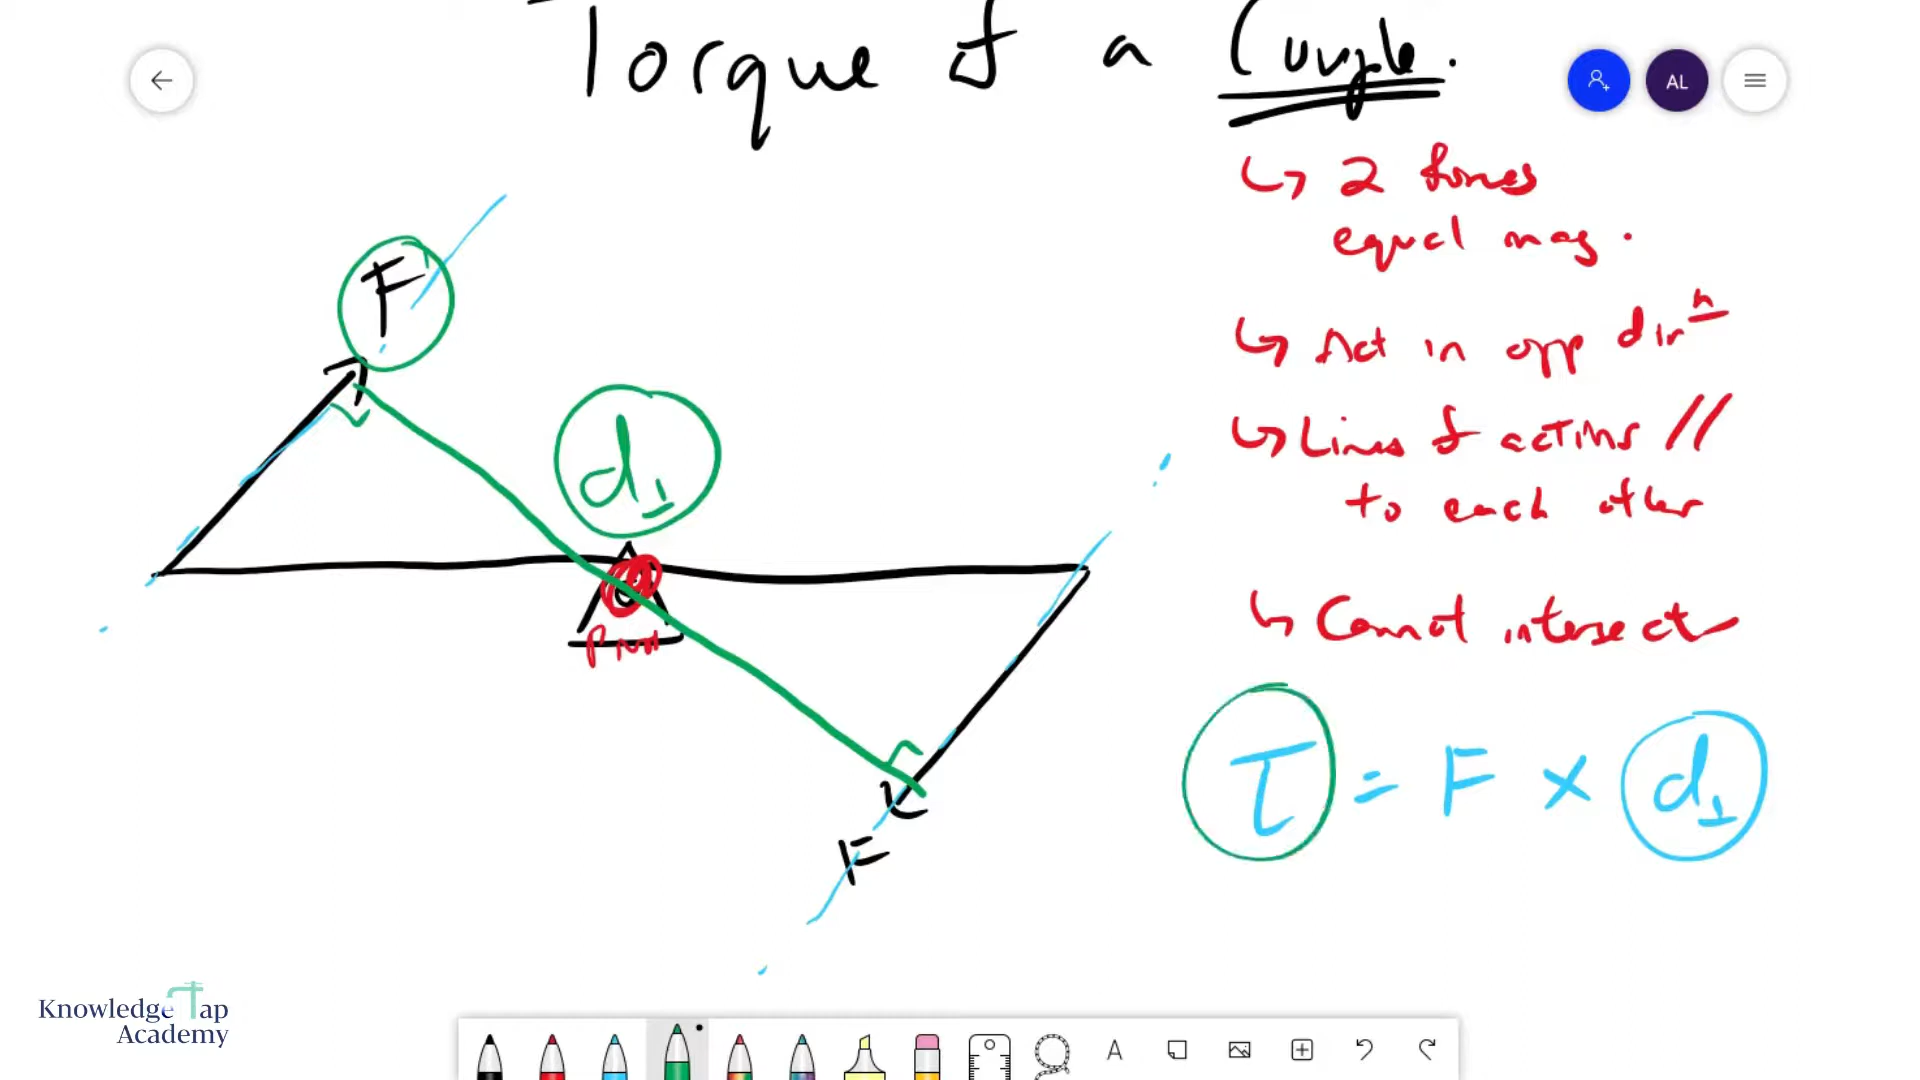 Torque of a Couple.
AL
↳ 2 forces
equal mag.
↳ Act in opp dirⁿ
↳ Lines of actions //
to each other
↳ Cannot intersect
F
d⊥
Pivot
F
τ = F × d⊥
Knowledge Tap
Academy
A